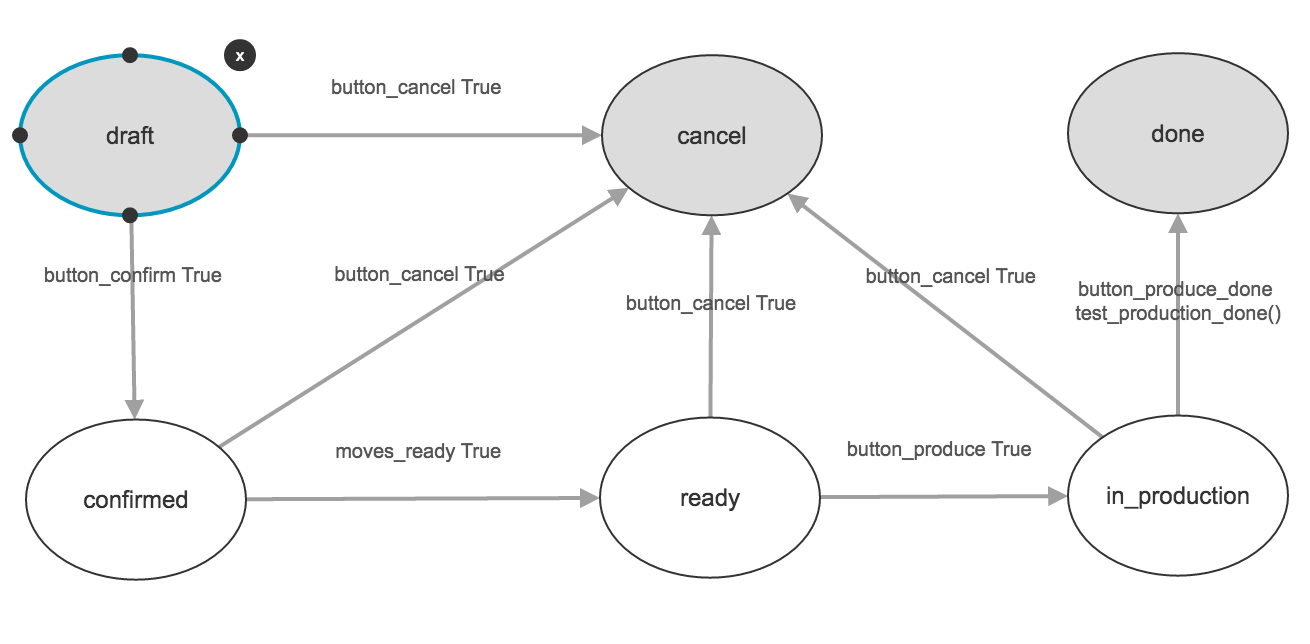 x
button_cancel True
draft
cancel
done
button_confirm True
button_cancel True
button_cancel True
button_cancel True
button_produce_done
test_production_done()
moves_ready True
button_produce True
confirmed
ready
in_production